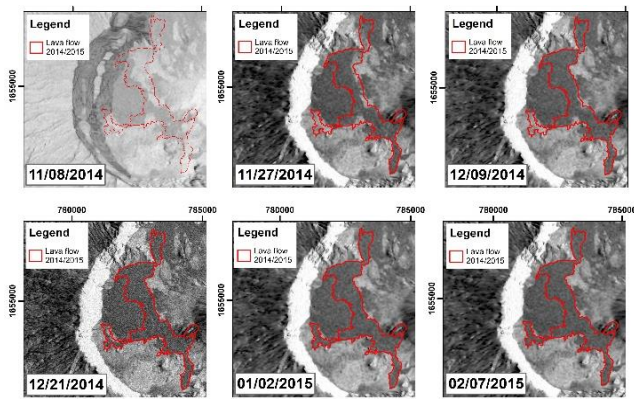 Legend
Lava flow
2014/2015
1655000
11/08/2014
Legend
Lava flow
2014/2015
1655000
11/27/2014
Legend
Lava flow
2014/2015
1655000
12/09/2014
780000 785000
Legend
Lava flow
2014/2015
1655000
12/21/2014
780000 785000
Legend
Lava flow
2014/2015
1655000
01/02/2015
780000 785000
Legend
Lava flow
2014/2015
1655000
02/07/2015